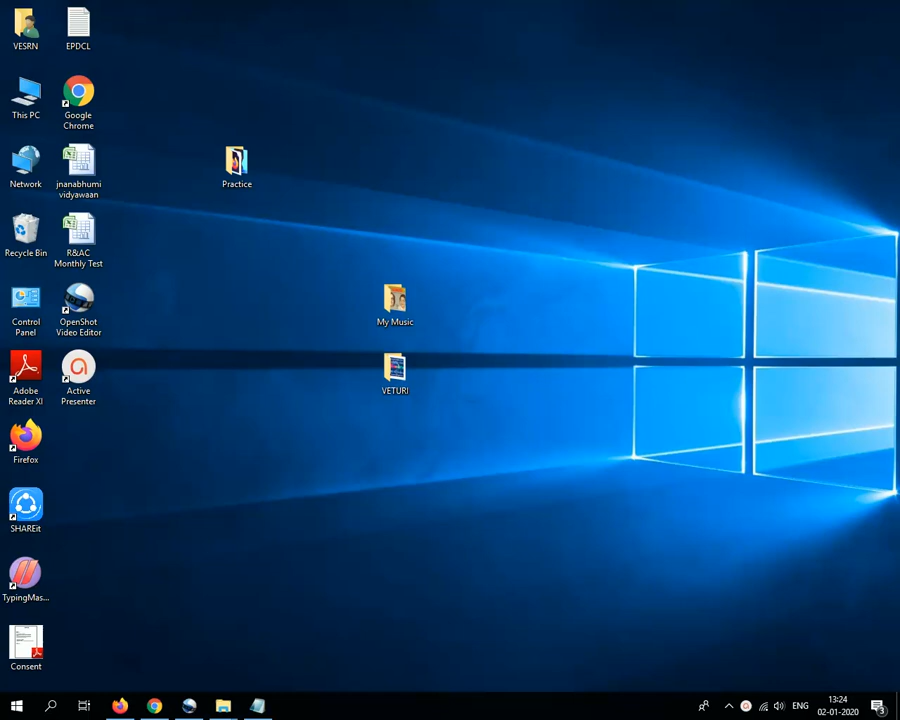 VESRN
EPDCL
This PC
Google
Chrome
Network
jnanabhumi
vidyawaan
Practice
Recycle Bin
R&AC
Monthly Test
Control
Panel
OpenShot
Video Editor
My Music
Adobe
Reader XI
Active
Presenter
VETURI
Firefox
SHAREit
TypingMas...
Consent
ENG
13:24
02-01-2020
3